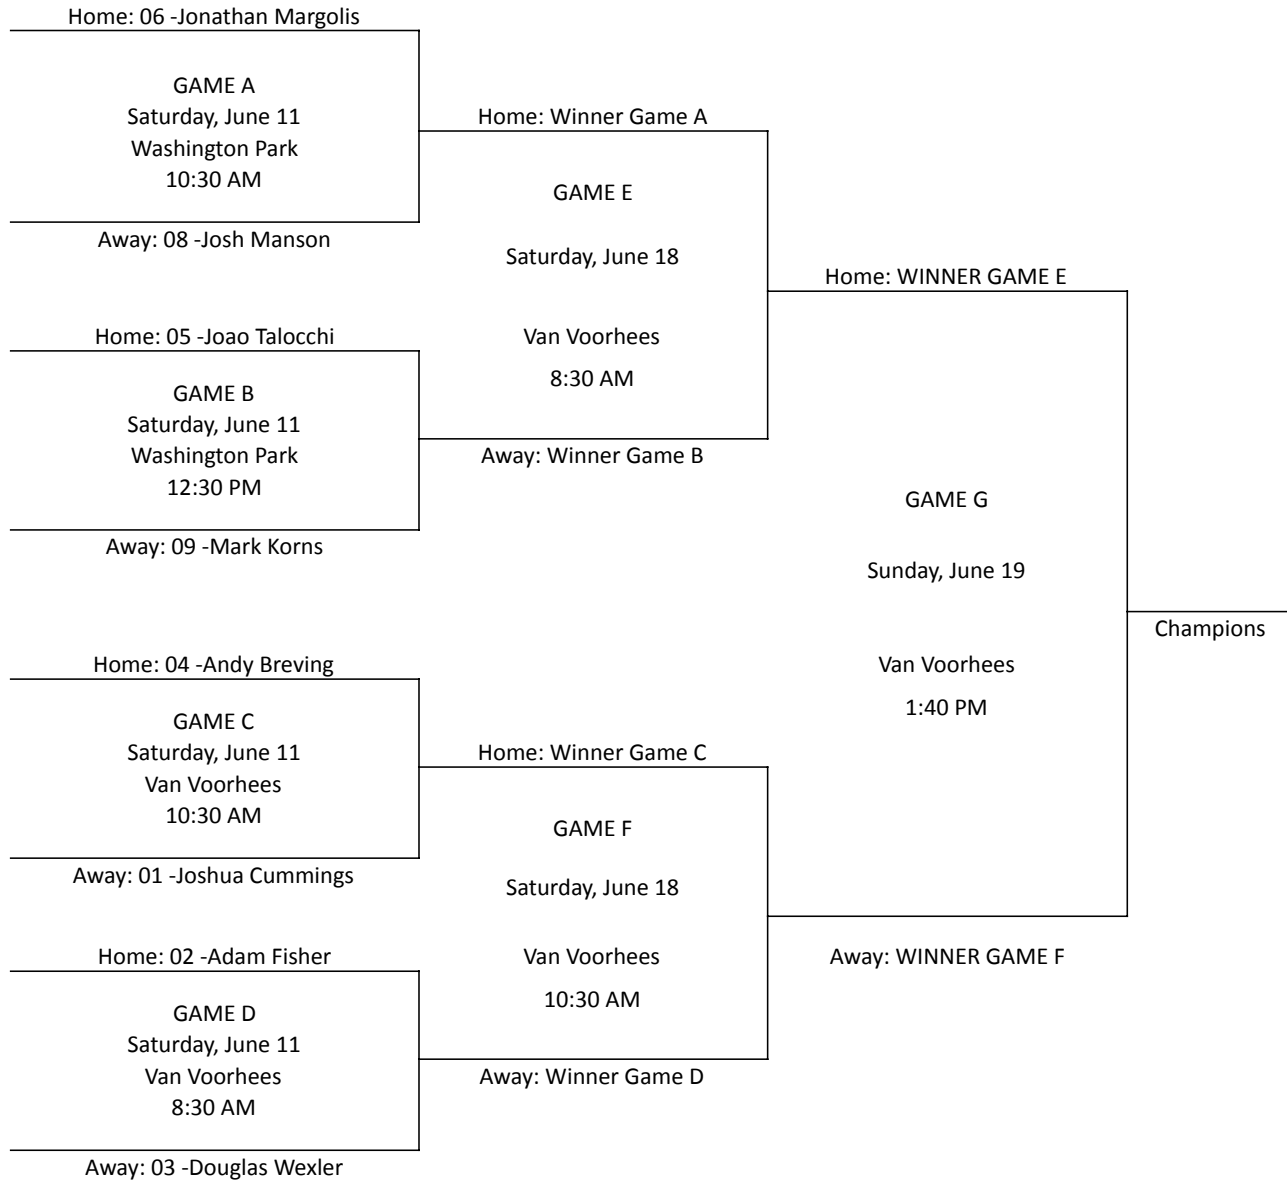 Home: 06 -Jonathan Margolis
GAME A
Saturday, June 11
Washington Park
10:30 AM
Away: 08 -Josh Manson
Home: 05 -Joao Talocchi
GAME B
Saturday, June 11
Washington Park
12:30 PM
Away: 09 -Mark Korns
Home: 04 -Andy Breving
GAME C
Saturday, June 11
Van Voorhees
10:30 AM
Away: 01 -Joshua Cummings
Home: 02 -Adam Fisher
GAME D
Saturday, June 11
Van Voorhees
8:30 AM
Away: 03 -Douglas Wexler
Home: Winner Game A
GAME E
Saturday, June 18
Van Voorhees
8:30 AM
Away: Winner Game B
Home: Winner Game C
GAME F
Saturday, June 18
Van Voorhees
10:30 AM
Away: Winner Game D
Home: WINNER GAME E
GAME G
Sunday, June 19
Van Voorhees
1:40 PM
Away: WINNER GAME F
Champions